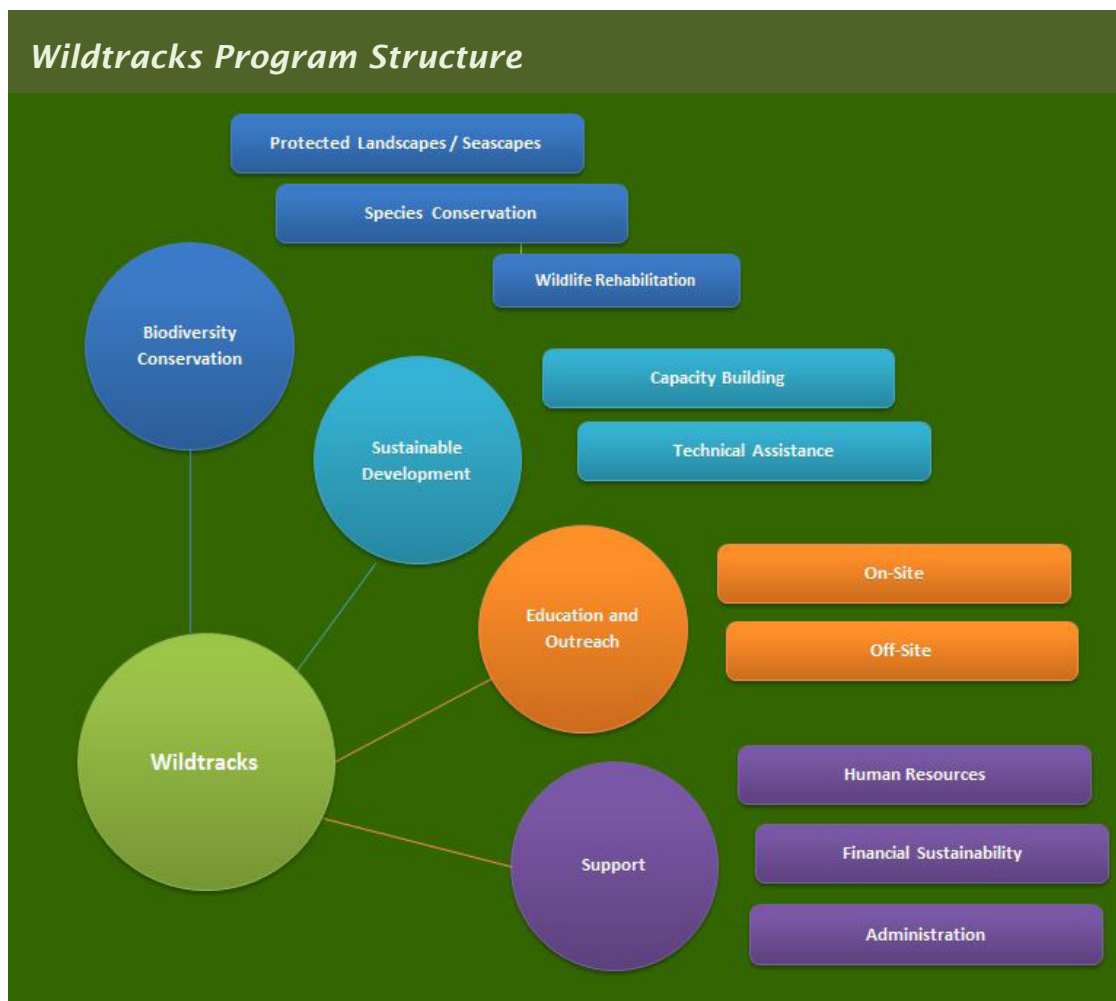 Wildtracks Program Structure
Protected Landscapes / Seascapes
Species Conservation
Wildlife Rehabilitation
Biodiversity
Conservation
Capacity Building
Technical Assistance
Sustainable
Development
On-Site
Off-Site
Education and
Outreach
Wildtracks
Human Resources
Financial Sustainability
Administration
Support